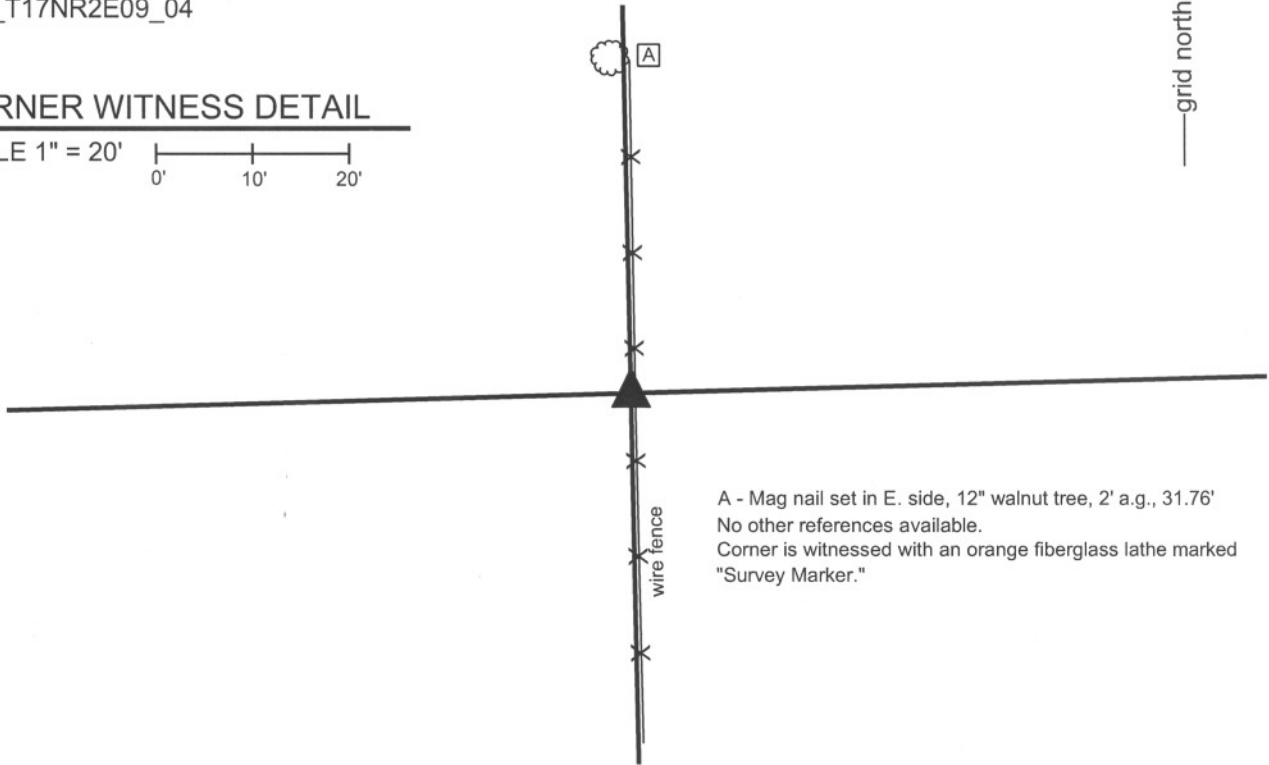 _T17NR2E09_04
RNER WITNESS DETAIL
LE 1" = 20'
0' 10' 20'
A
grid north
wire fence
A - Mag nail set in E. side, 12" walnut tree, 2' a.g., 31.76'
No other references available.
Corner is witnessed with an orange fiberglass lathe marked
"Survey Marker."